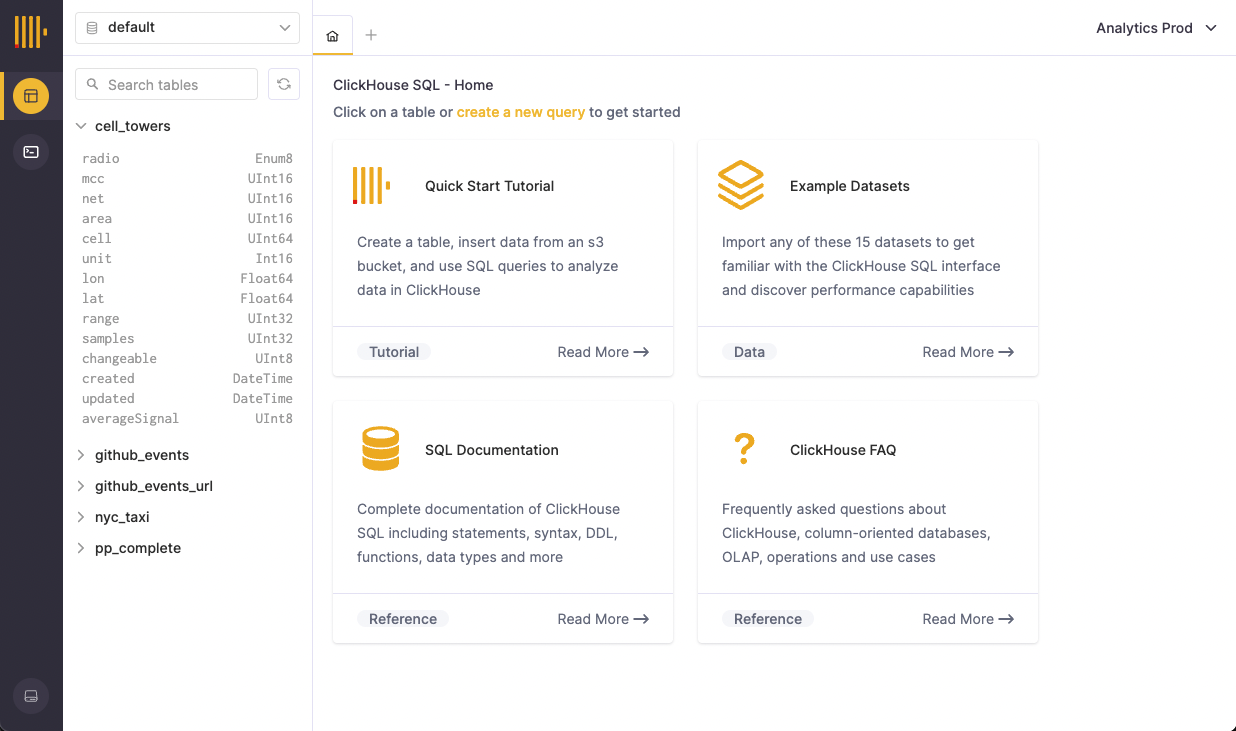 default
Search tables
cell_towers
radio Enum8
mcc UInt16
net UInt16
area UInt16
cell UInt64
unit Int16
lon Float64
lat Float64
range UInt32
samples UInt32
changeable UInt8
created DateTime
updated DateTime
averageSignal UInt8
github_events
github_events_url
nyc_taxi
pp_complete
Analytics Prod
ClickHouse SQL - Home
Click on a table or create a new query to get started
Quick Start Tutorial
Create a table, insert data from an s3
bucket, and use SQL queries to analyze
data in ClickHouse
Tutorial Read More
Example Datasets
Import any of these 15 datasets to get
familiar with the ClickHouse SQL interface
and discover performance capabilities
Data Read More
SQL Documentation
Complete documentation of ClickHouse
SQL including statements, syntax, DDL,
functions, data types and more
Reference Read More
ClickHouse FAQ
Frequently asked questions about
ClickHouse, column-oriented databases,
OLAP, operations and use cases
Reference Read More